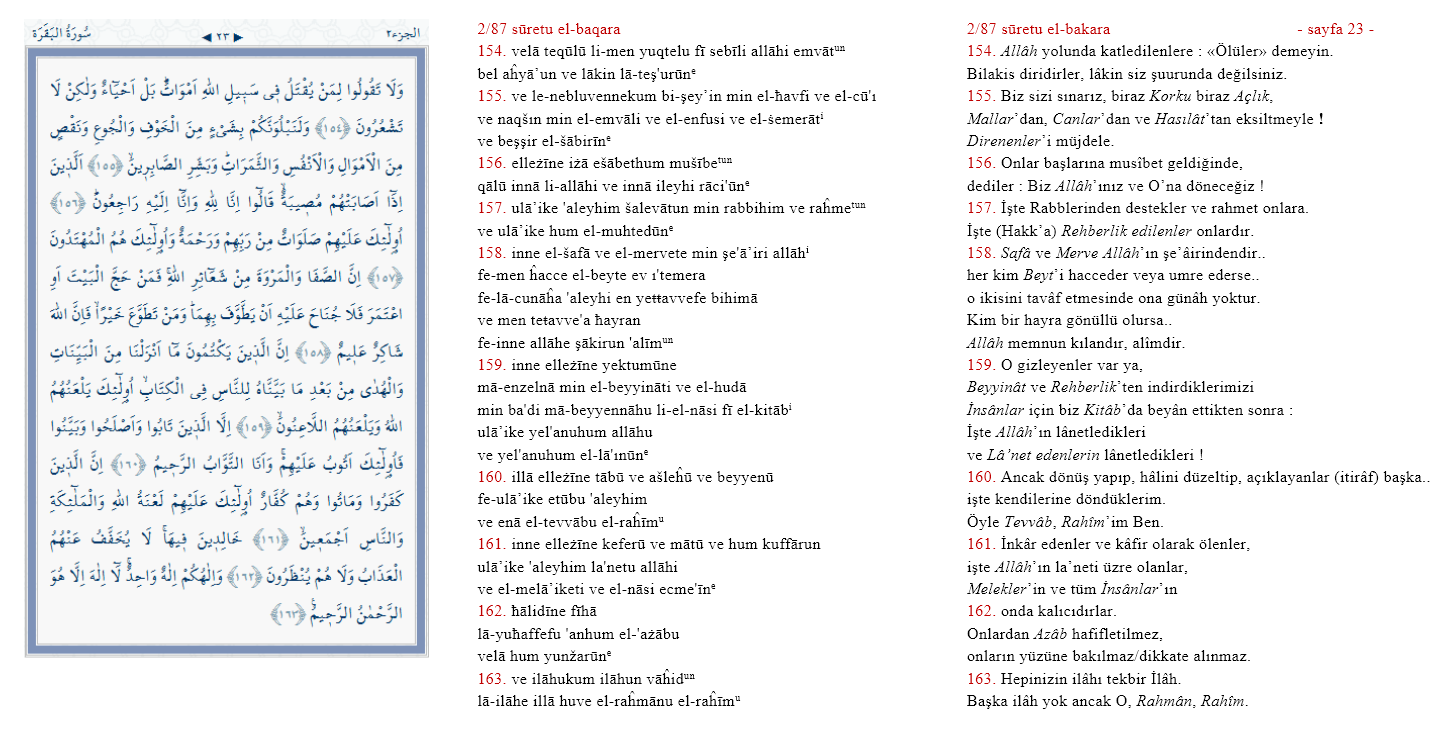 سُورَةُ الْبَقَرَة ◀ ٢٣ ▶ الجزء٢
وَلَا تَقُولُوا لِمَنْ يُقْتَلُ فٖى سَبٖيلِ اللّٰهِ اَمْوَاتٌؕ بَلْ اَحْيَٓاءٌ وَلٰكِنْ لَا
تَشْعُرُونَ ﴿١٥٤﴾ وَلَنَبْلُوَنَّكُمْ بِشَیْءٍ مِنَ الْخَوْفِ وَالْجُوعِ وَنَقْصٍ
مِنَ الْاَمْوَالِ وَالْاَنْفُسِ وَالثَّمَرَاتِؕ وَبَشِّرِ الصَّابِرٖينَۙ ﴿١٥٥﴾ اَلَّذٖينَ
اِذَٓا اَصَابَتْهُمْ مُصٖيبَةٌۙ قَالُٓوا اِنَّا لِلّٰهِ وَاِنَّٓا اِلَيْهِ رَاجِعُونَؕ ﴿١٥٦﴾
اُولٰٓئِكَ عَلَيْهِمْ صَلَوَاتٌ مِنْ رَبِّهِمْ وَرَحْمَةٌ وَاُولٰٓئِكَ هُمُ الْمُهْتَدُونَ
﴿١٥٧﴾ اِنَّ الصَّفَا وَالْمَرْوَةَ مِنْ شَعَٓائِرِ اللّٰهِۚ فَمَنْ حَجَّ الْبَيْتَ اَوِ
اعْتَمَرَ فَلَا جُنَاحَ عَلَيْهِ اَنْ يَطَّوَّفَ بِهِمَاؕ وَمَنْ تَطَوَّعَ خَيْرًاۙ فَاِنَّ اللّٰهَ
شَاكِرٌ عَلٖيمٌ ﴿١٥٨﴾ اِنَّ الَّذٖينَ يَكْتُمُونَ مَٓا اَنْزَلْنَا مِنَ الْبَيِّنَاتِ
وَالْهُدٰى مِنْ بَعْدِ مَا بَيَّنَّاهُ لِلنَّاسِ فِى الْكِتَابِۙ اُولٰٓئِكَ يَلْعَنُهُمُ
اللّٰهُ وَيَلْعَنُهُمُ اللَّاعِنُونَۙ ﴿١٥٩﴾ اِلَّا الَّذٖينَ تَابُوا وَاَصْلَحُوا وَبَيَّنُوا
فَاُولٰٓئِكَ اَتُوبُ عَلَيْهِمْۚ وَاَنَا التَّوَّابُ الرَّحٖيمُ ﴿١٦٠﴾ اِنَّ الَّذٖينَ
كَفَرُوا وَمَاتُوا وَهُمْ كُفَّارٌ اُولٰٓئِكَ عَلَيْهِمْ لَعْنَةُ اللّٰهِ وَالْمَلٰٓئِكَةِ
وَالنَّاسِ اَجْمَعٖينَۙ ﴿١٦١﴾ خَالِدٖينَ فٖيهَاۚ لَا يُخَفَّفُ عَنْهُمُ
الْعَذَابُ وَلَا هُمْ يُنْظَرُونَ ﴿١٦٢﴾ وَاِلٰهُكُمْ اِلٰهٌ وَاحِدٌۚ لَٓا اِلٰهَ اِلَّا هُوَ
الرَّحْمٰنُ الرَّحٖيمُ۟ ﴿١٦٣﴾
2/87 sūretu el-baqara
154. velā teqūlū li-men yuqtelu fī sebīli allāhi emvātᵘⁿ
bel aĥyā’un ve lākin lā-teş'urūnᵉ
155. ve le-nebluvennekum bi-şey’in min el-ħavfi ve el-cū'ı
ve naqšın min el-emvāli ve el-enfusi ve el-śemerātⁱ
ve beşşir el-šābirīnᵉ
156. elleżīne iżā ešābethum mušībeᵗᵘⁿ
qālū innā li-allāhi ve innā ileyhi rāci'ūnᵉ
157. ulā’ike 'aleyhim šalevātun min rabbihim ve raĥmeᵗᵘⁿ
ve ulā’ike hum el-muhtedūnᵉ
158. inne el-šafā ve el-mervete min şe'ā’iri allāhⁱ
fe-men ĥacce el-beyte ev ı'temera
fe-lā-cunāĥa 'aleyhi en yeŧŧavvefe bihimā
ve men teŧavve'a ħayran
fe-inne allāhe şākirun 'alīmᵘⁿ
159. inne elleżīne yektumūne
mā-enzelnā min el-beyyināti ve el-hudā
min ba'di mā-beyyennāhu li-el-nāsi fī el-kitābⁱ
ulā’ike yel'anuhum allāhu
ve yel'anuhum el-lā'ınūnᵉ
160. illā elleżīne tābū ve ašleĥū ve beyyenū
fe-ulā’ike etūbu 'aleyhim
ve enā el-tevvābu el-raĥīmᵘ
161. inne elleżīne keferū ve mātū ve hum kuffārun
ulā’ike 'aleyhim la'netu allāhi
ve el-melā’iketi ve el-nāsi ecme'īnᵉ
162. ħālidīne fīhā
lā-yuħaffefu 'anhum el-'ażābu
velā hum yunžarūnᵉ
163. ve ilāhukum ilāhun vāĥidᵘⁿ
lā-ilāhe illā huve el-raĥmānu el-raĥīmᵘ
2/87 sūretu el-bakara - sayfa 23 -
154. Allâh yolunda katledilenlere : «Ölüler» demeyin.
Bilakis diridirler, lâkin siz şuurunda değilsiniz.
155. Biz sizi sınarız, biraz Korku biraz Açlık,
Mallar’dan, Canlar’dan ve Hasılât’tan eksiltmeyle !
Direnenler’i müjdele.
156. Onlar başlarına musîbet geldiğinde,
dediler : Biz Allâh’ınız ve O’na döneceğiz !
157. İşte Rabblerinden destekler ve rahmet onlara.
İşte (Hakk’a) Rehberlik edilenler onlardır.
158. Safâ ve Merve Allâh’ın şe’âirindendir..
her kim Beyt’i hacceder veya umre ederse..
o ikisini tavâf etmesinde ona günâh yoktur.
Kim bir hayra gönüllü olursa..
Allâh memnun kılandır, alîmdir.
159. O gizleyenler var ya,
Beyyinât ve Rehberlik’ten indirdiklerimizi
İnsânlar için biz Kitâb’da beyân ettikten sonra :
İşte Allâh’ın lânetledikleri
ve Lâ’net edenlerin lânetledikleri !
160. Ancak dönüş yapıp, hâlini düzeltip, açıklayanlar (itirâf) başka..
işte kendilerine döndüklerim.
Öyle Tevvâb, Rahîm’im Ben.
161. İnkâr edenler ve kâfir olarak ölenler,
işte Allâh’ın la’neti üzre olanlar,
Melekler’in ve tüm İnsânlar’ın
162. onda kalıcıdırlar.
Onlardan Azâb hafifletilmez,
onların yüzüne bakılmaz/dikkate alınmaz.
163. Hepinizin ilâhı tekbir İlâh.
Başka ilâh yok ancak O, Rahmân, Rahîm.